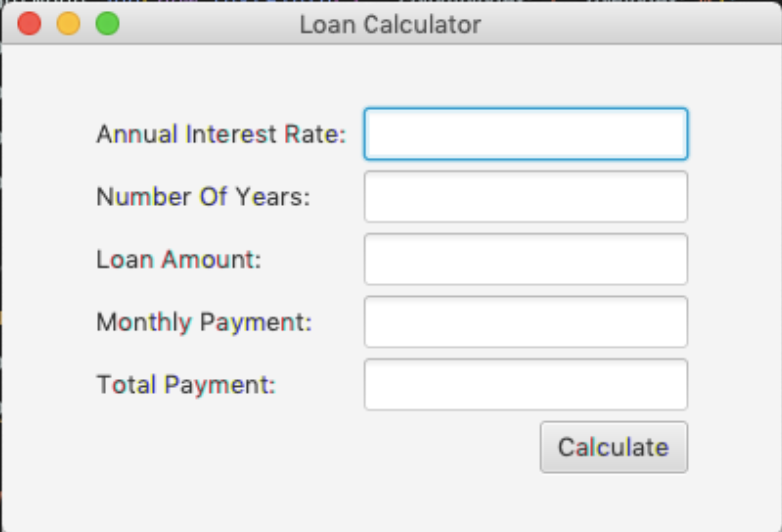 Loan Calculator
Annual Interest Rate:
Number Of Years:
Loan Amount:
Monthly Payment:
Total Payment:
Calculate